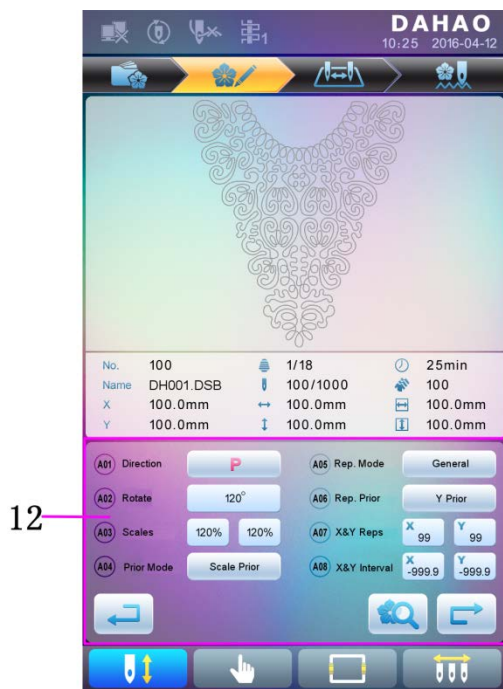 DAHAO
1
10:25 2016-04-12
No. 100 1/18 25min
Name DH001.DSB 100/1000 100
X 100.0mm 100.0mm 100.0mm
Y 100.0mm 100.0mm 100.0mm
A01 Direction P A05 Rep. Mode General
A02 Rotate 120° A06 Rep. Prior Y Prior
12
A03 Scales 120% 120% A07 X&Y Reps X 99 Y 99
A04 Prior Mode Scale Prior A08 X&Y Interval X -999.9 Y -999.9